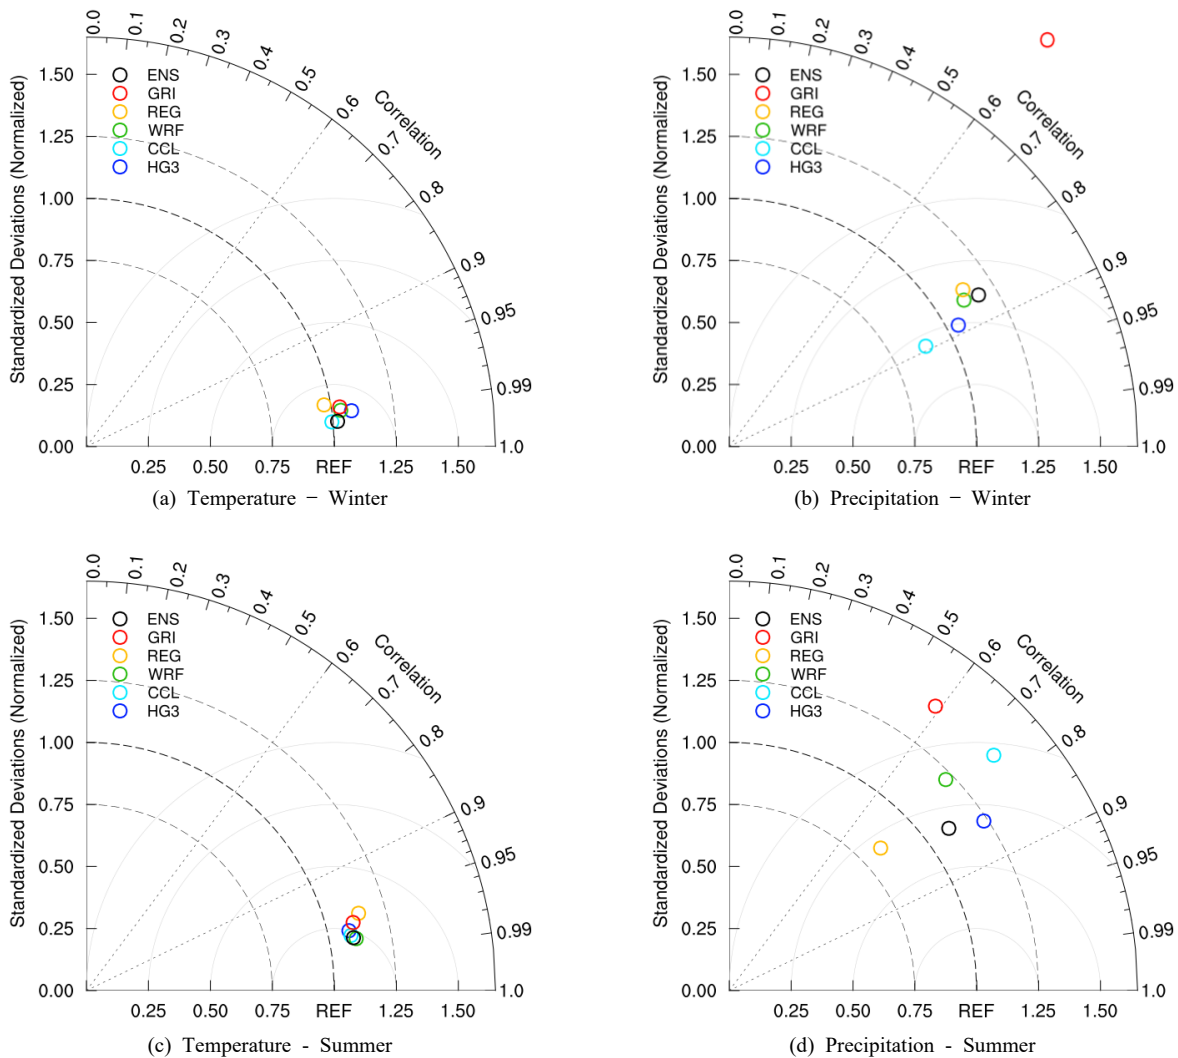 0.0 0.1 0.2 0.3 0.4 0.5 0.6 0.7 0.8 0.9 0.95 0.99 1.0
Correlation
Standardized Deviations (Normalized)
1.50
1.25
1.00
0.75
0.50
0.25
0.00
ENS
GRI
REG
WRF
CCL
HG3
0.25 0.50 0.75 REF 1.25 1.50
(a) Temperature − Winter
0.0 0.1 0.2 0.3 0.4 0.5 0.6 0.7 0.8 0.9 0.95 0.99 1.0
Correlation
Standardized Deviations (Normalized)
1.50
1.25
1.00
0.75
0.50
0.25
0.00
ENS
GRI
REG
WRF
CCL
HG3
0.25 0.50 0.75 REF 1.25 1.50
(b) Precipitation − Winter
0.0 0.1 0.2 0.3 0.4 0.5 0.6 0.7 0.8 0.9 0.95 0.99 1.0
Correlation
Standardized Deviations (Normalized)
1.50
1.25
1.00
0.75
0.50
0.25
0.00
ENS
GRI
REG
WRF
CCL
HG3
0.25 0.50 0.75 REF 1.25 1.50
(c) Temperature - Summer
0.0 0.1 0.2 0.3 0.4 0.5 0.6 0.7 0.8 0.9 0.95 0.99 1.0
Correlation
Standardized Deviations (Normalized)
1.50
1.25
1.00
0.75
0.50
0.25
0.00
ENS
GRI
REG
WRF
CCL
HG3
0.25 0.50 0.75 REF 1.25 1.50
(d) Precipitation - Summer